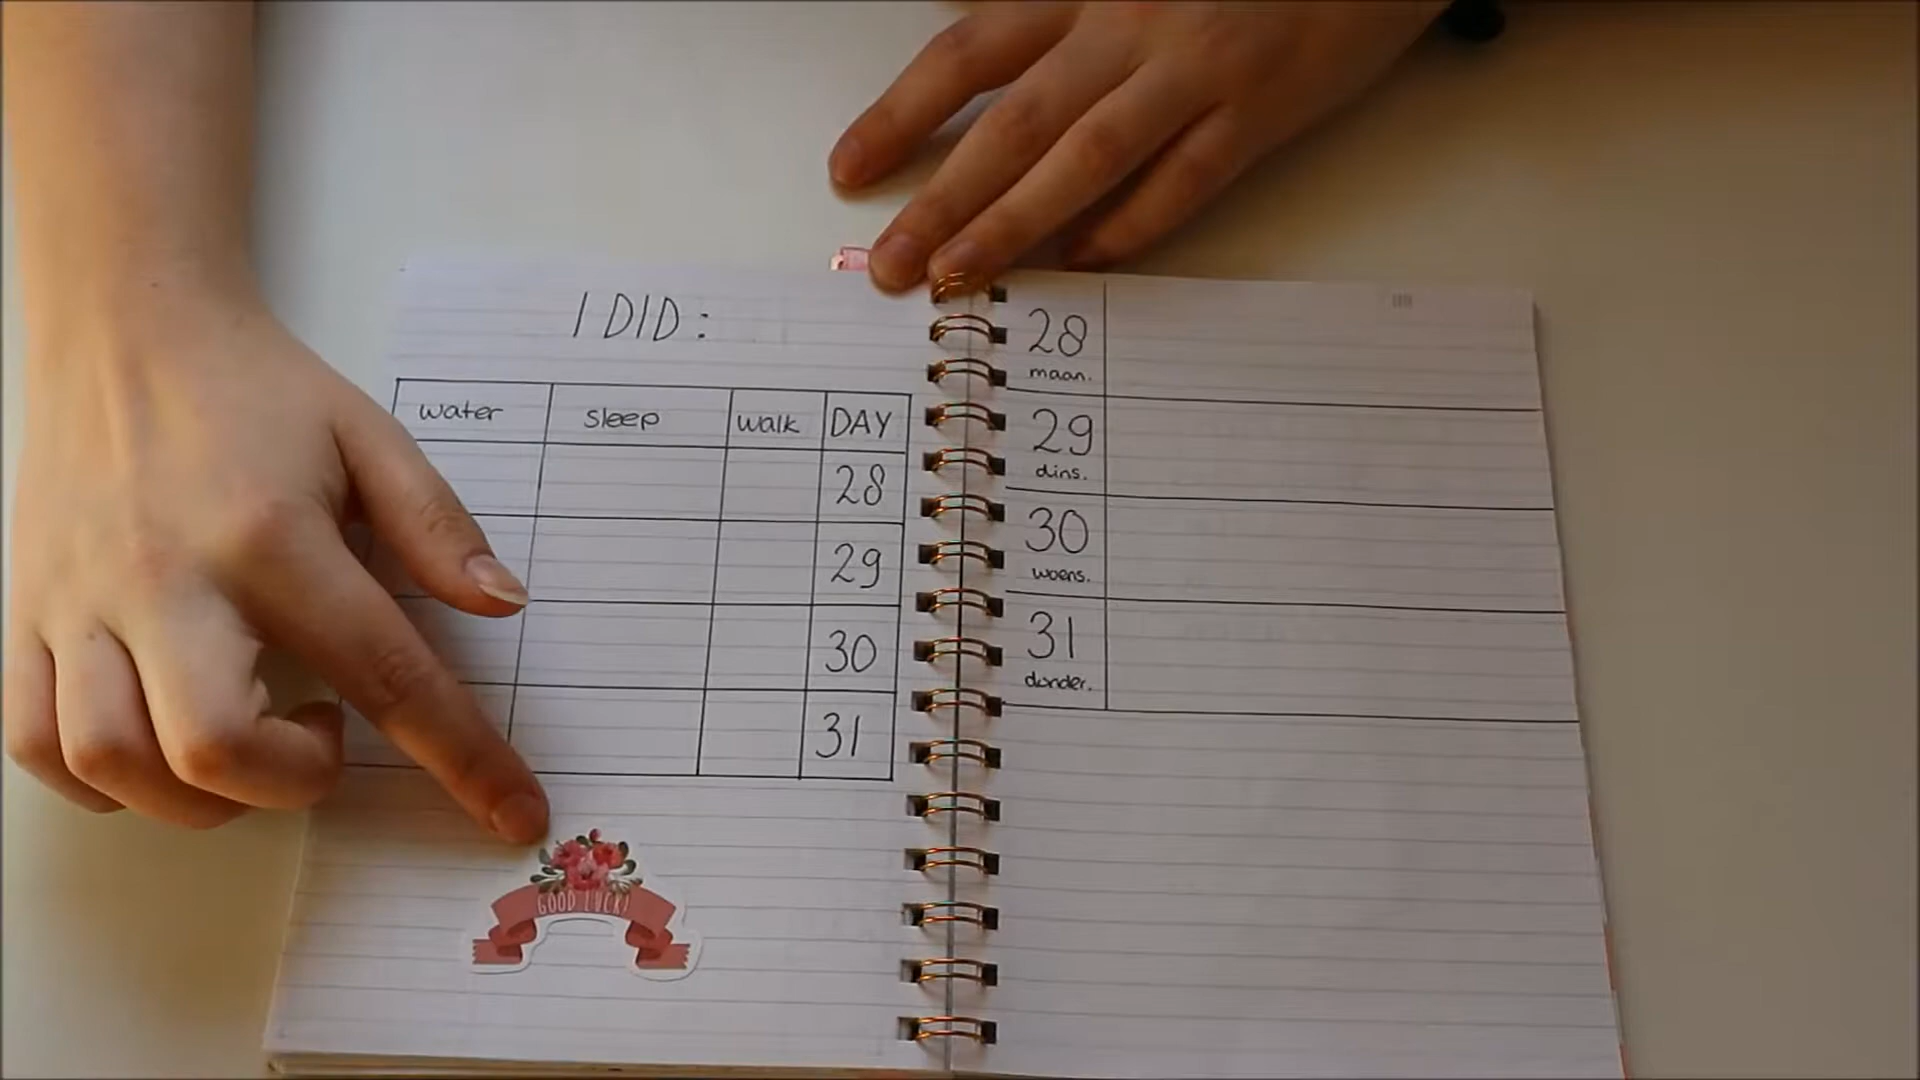 I DID:
water sleep walk DAY
28
29
30
31
GOOD LUCK!
28
maan.
29
dins.
30
woens.
31
donder.